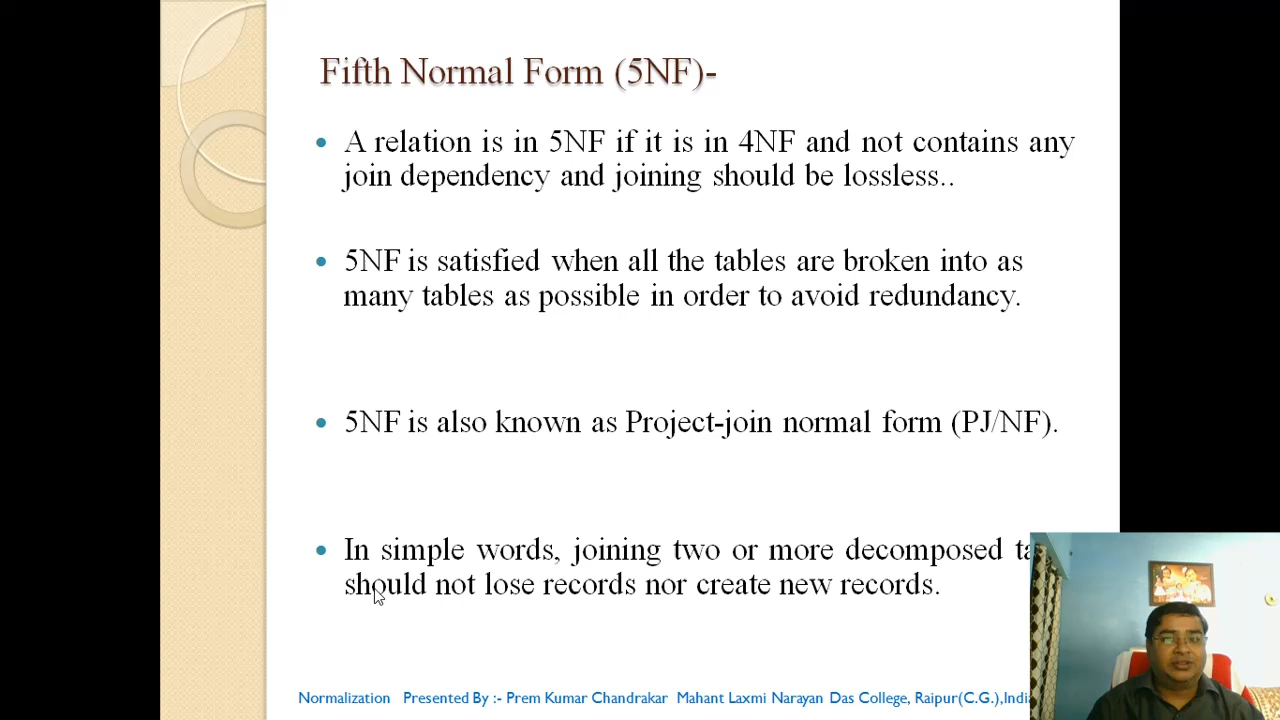 Fifth Normal Form (5NF)-
• A relation is in 5NF if it is in 4NF and not contains any
join dependency and joining should be lossless..
• 5NF is satisfied when all the tables are broken into as
many tables as possible in order to avoid redundancy.
• 5NF is also known as Project-join normal form (PJ/NF).
• In simple words, joining two or more decomposed
should not lose records nor create new records.
Normalization Presented By :- Prem Kumar Chandrakar Mahant Laxmi Narayan Das College, Raipur(C.G.),India